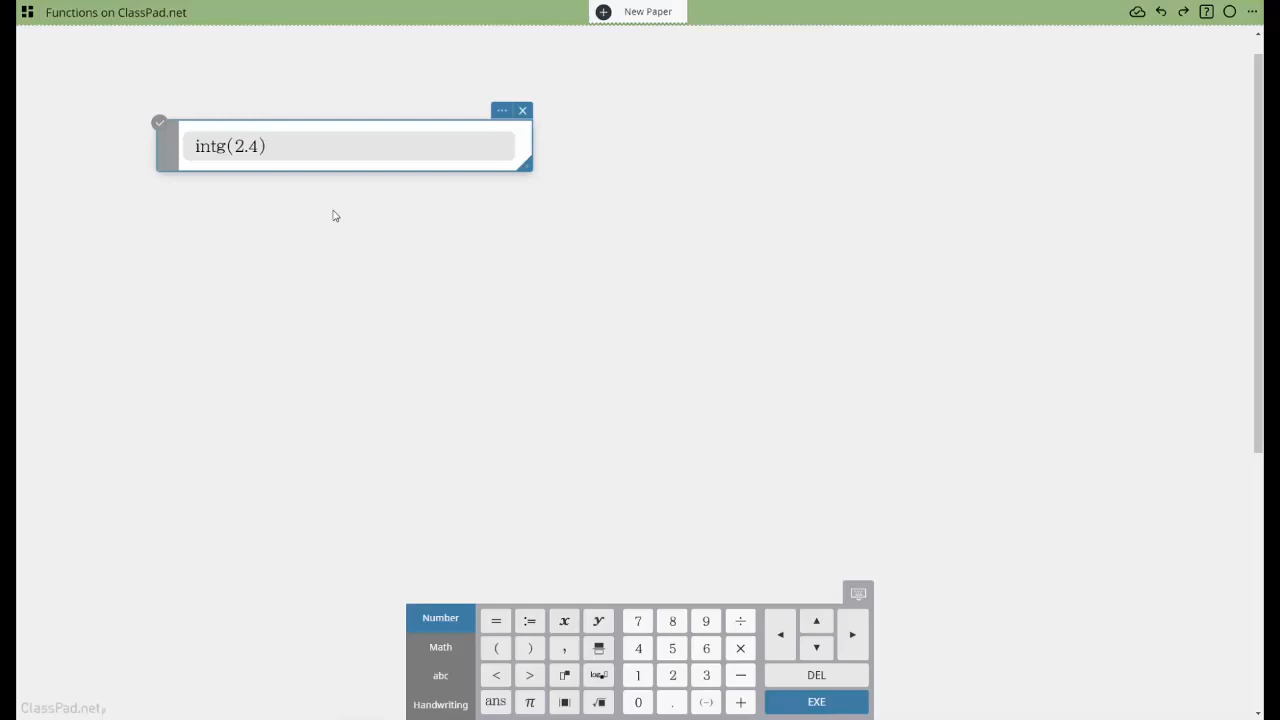 Functions on ClassPad.net
New Paper
?
intg(2.4)
Number
Math
abc
Handwriting
= := x y 7 8 9 ÷
( ) , 4 5 6 ×
< > 1 2 3 −
ans π 0 . (−) +
DEL
EXE
ClassPad.net